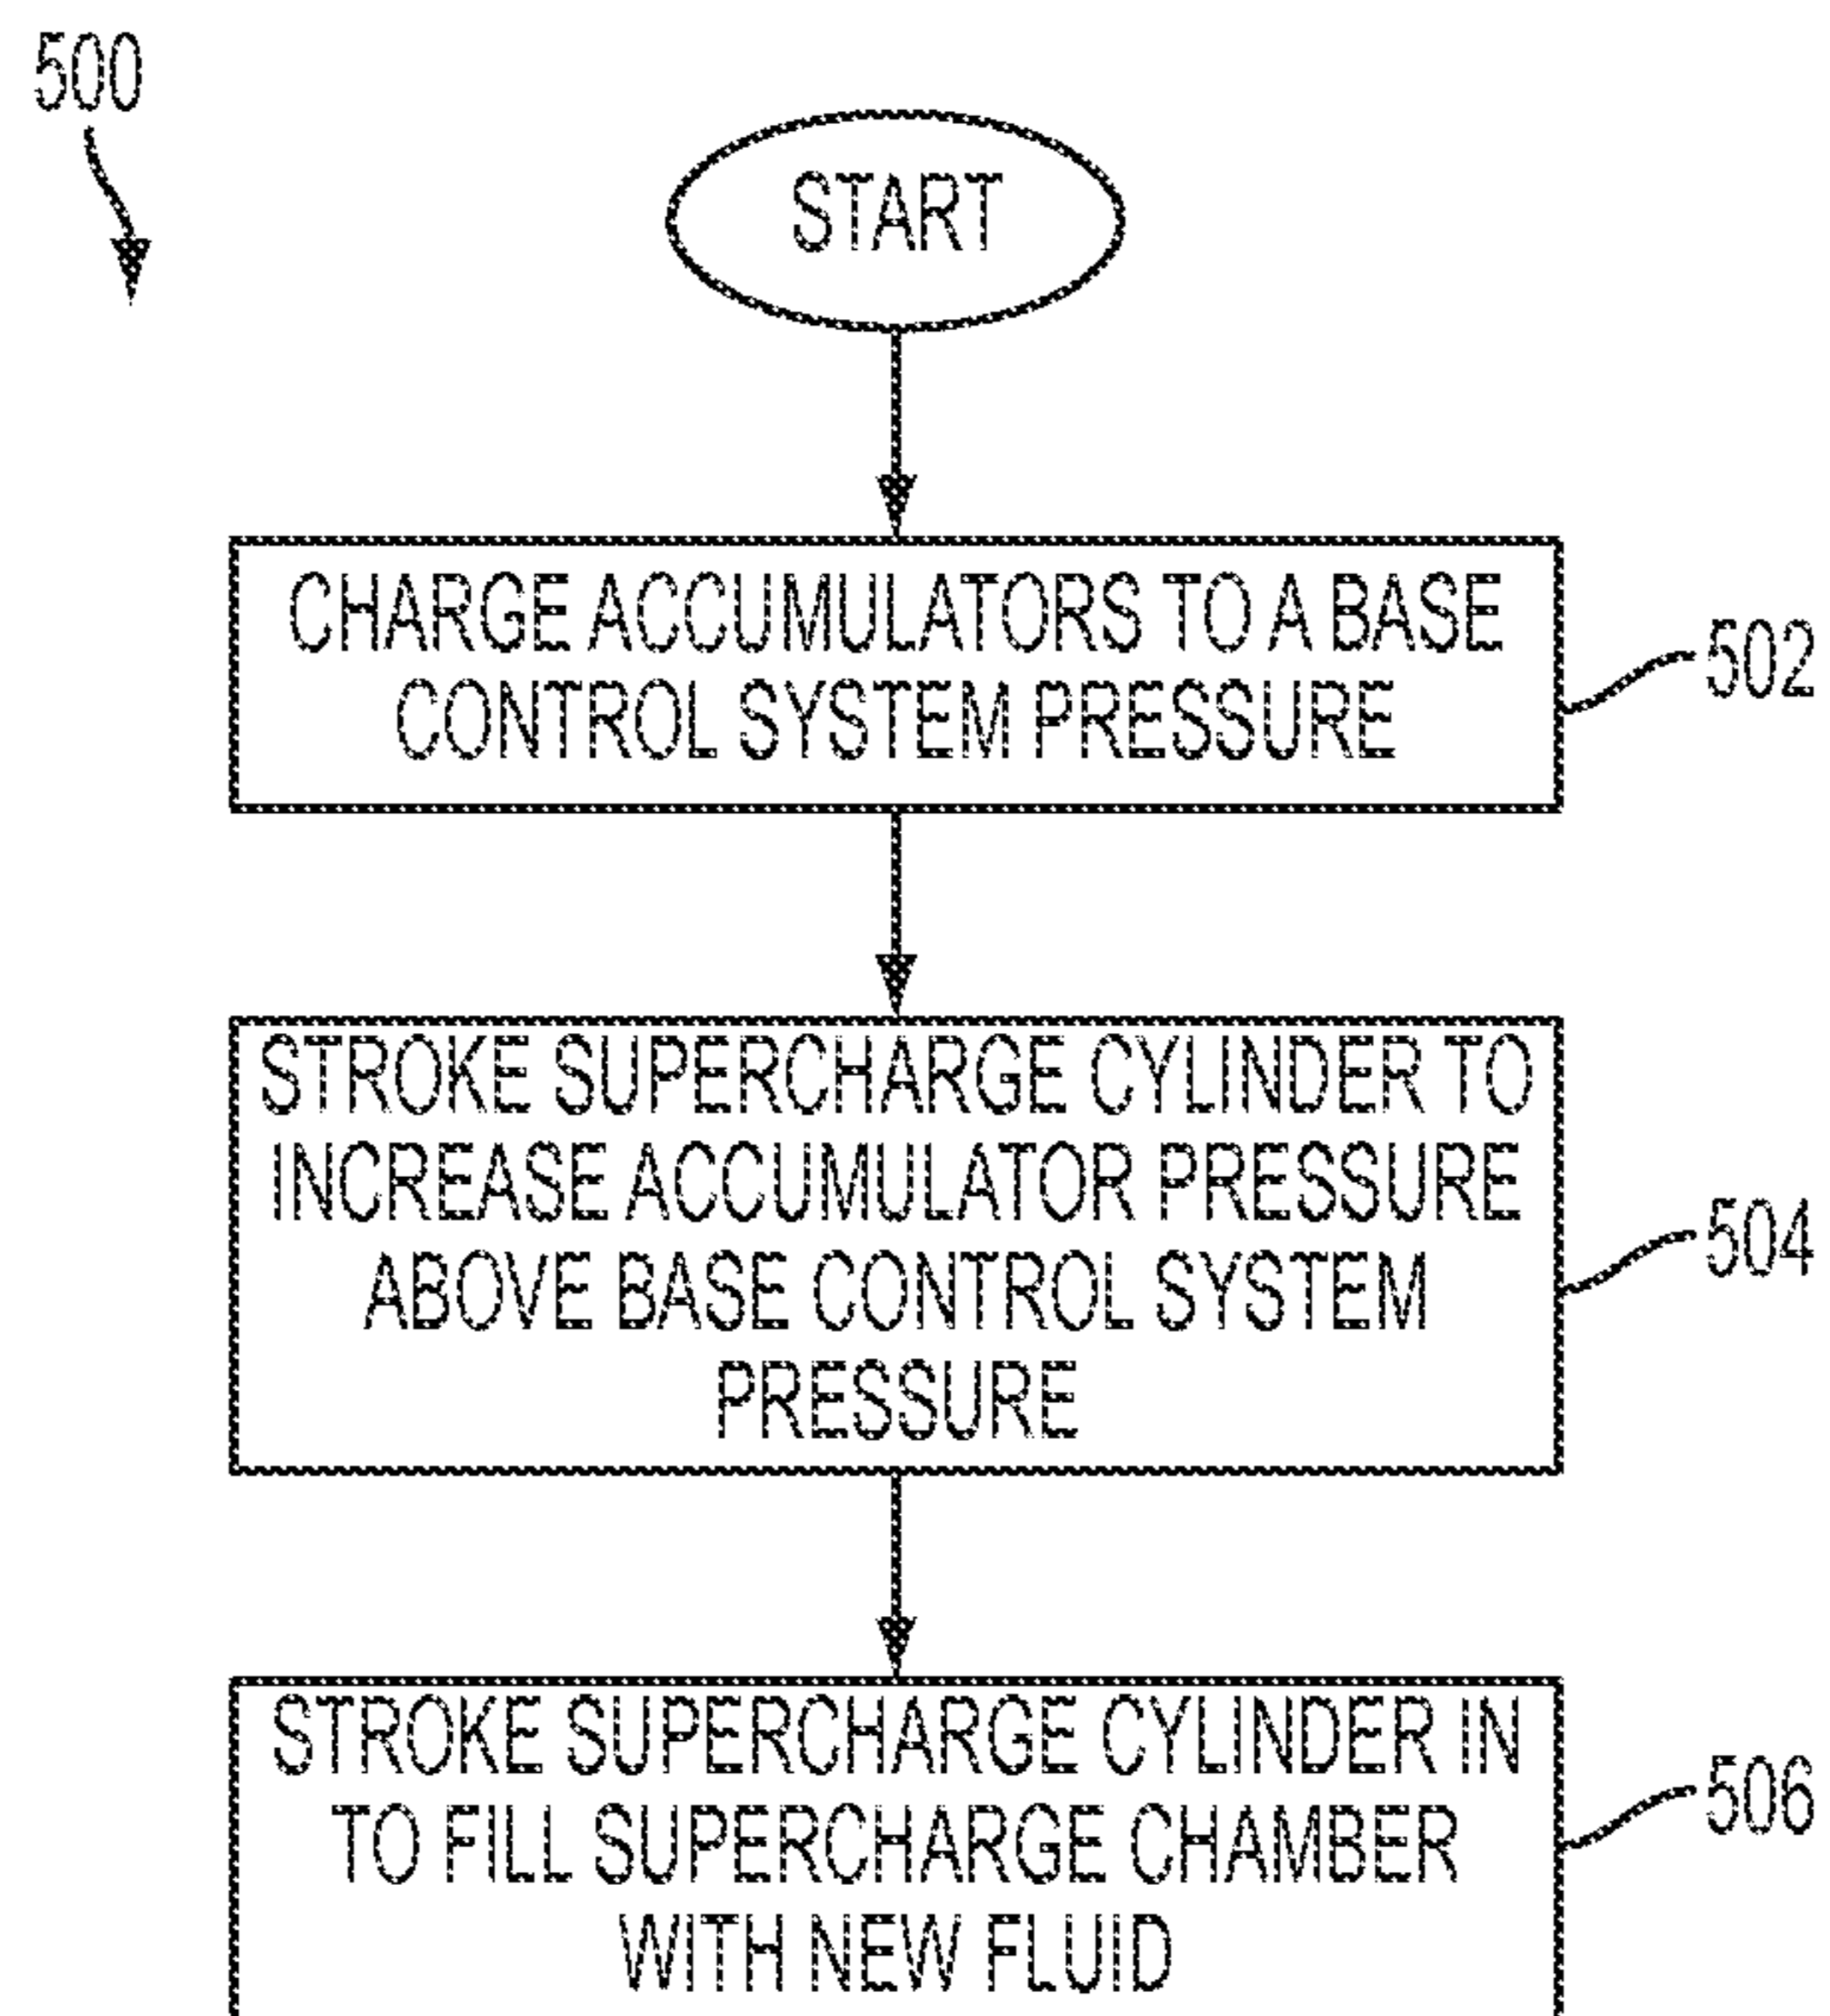 500
START
CHARGE ACCUMULATORS TO A BASE
CONTROL SYSTEM PRESSURE
502
STROKE SUPERCHARGE CYLINDER TO
INCREASE ACCUMULATOR PRESSURE
ABOVE BASE CONTROL SYSTEM
PRESSURE
504
STROKE SUPERCHARGE CYLINDER IN
TO FILL SUPERCHARGE CHAMBER
WITH NEW FLUID
506